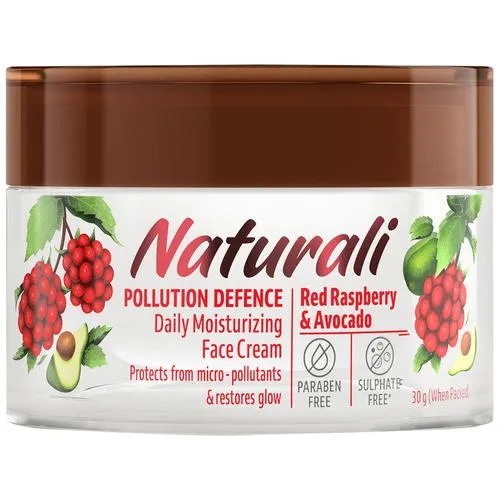 Naturali
POLLUTION DEFENCE
Daily Moisturizing
Face Cream
Protects from micro-pollutants
& restores glow
Red Raspberry
& Avocado
PARABEN
FREE
SULPHATE
FREE*
30 g (When Packed)